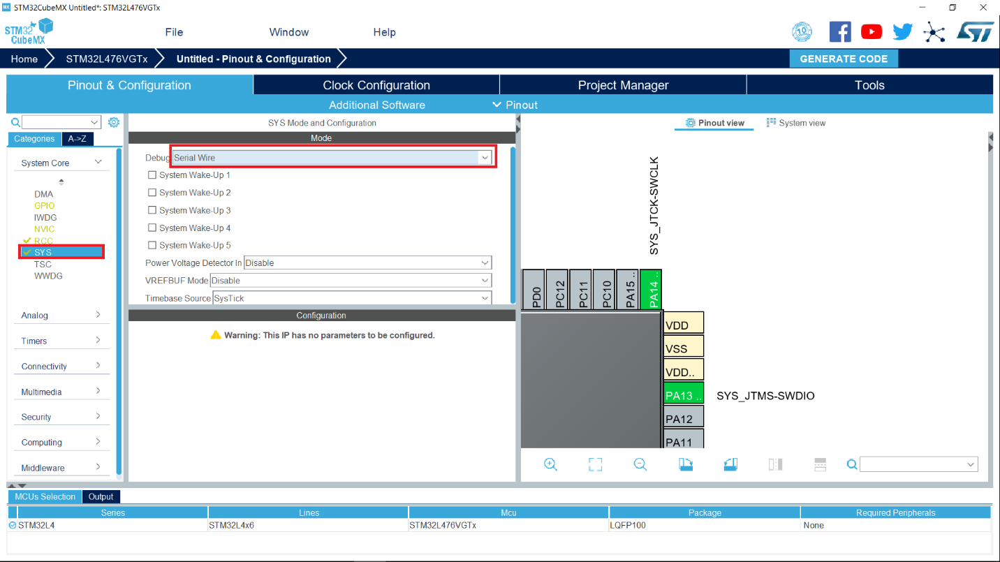 STM32CubeMX Untitled*: STM32L476VGTx
STM32
CubeMX
File
Window
Help
10
Home
STM32L476VGTx
Untitled - Pinout & Configuration
GENERATE CODE
Pinout & Configuration
Clock Configuration
Project Manager
Tools
Additional Software
Pinout
Categories
A->Z
System Core
DMA
GPIO
IWDG
NVIC
RCC
SYS
TSC
WWDG
Analog
Timers
Connectivity
Multimedia
Security
Computing
Middleware
SYS Mode and Configuration
Mode
Debug Serial Wire
System Wake-Up 1
System Wake-Up 2
System Wake-Up 3
System Wake-Up 4
System Wake-Up 5
Power Voltage Detector In Disable
VREFBUF Mode Disable
Timebase Source SysTick
Configuration
Warning: This IP has no parameters to be configured.
Pinout view
System view
SYS_JTCK-SWCLK
PD0
PC12
PC11
PC10
PA15 ..
PA14 ..
VDD
VSS
VDD..
PA13 ..
SYS_JTMS-SWDIO
PA12
PA11
MCUs Selection
Output
Series Lines Mcu Package Required Peripherals
STM32L4 STM32L4x6 STM32L476VGTx LQFP100 None